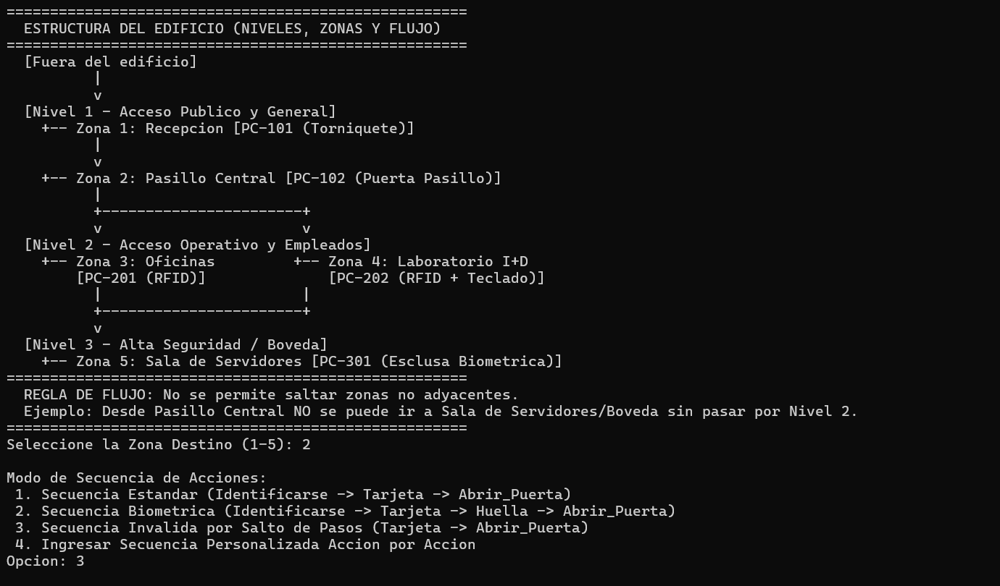 =====================================================
  ESTRUCTURA DEL EDIFICIO (NIVELES, ZONAS Y FLUJO)
=====================================================
  [Fuera del edificio]
          |
          v
  [Nivel 1 - Acceso Publico y General]
    +-- Zona 1: Recepcion [PC-101 (Torniquete)]
          |
          v
    +-- Zona 2: Pasillo Central [PC-102 (Puerta Pasillo)]
          |
          +-----------------------+
          v                       v
  [Nivel 2 - Acceso Operativo y Empleados]
    +-- Zona 3: Oficinas         +-- Zona 4: Laboratorio I+D
        [PC-201 (RFID)]              [PC-202 (RFID + Teclado)]
          |                       |
          +-----------------------+
          v
  [Nivel 3 - Alta Seguridad / Boveda]
    +-- Zona 5: Sala de Servidores [PC-301 (Esclusa Biometrica)]
=====================================================
  REGLA DE FLUJO: No se permite saltar zonas no adyacentes.
  Ejemplo: Desde Pasillo Central NO se puede ir a Sala de Servidores/Boveda sin pasar por Nivel 2.
=====================================================
Seleccione la Zona Destino (1-5): 2

Modo de Secuencia de Acciones:
 1. Secuencia Estandar (Identificarse -> Tarjeta -> Abrir_Puerta)
 2. Secuencia Biometrica (Identificarse -> Tarjeta -> Huella -> Abrir_Puerta)
 3. Secuencia Invalida por Salto de Pasos (Tarjeta -> Abrir_Puerta)
 4. Ingresar Secuencia Personalizada Accion por Accion
Opcion: 3